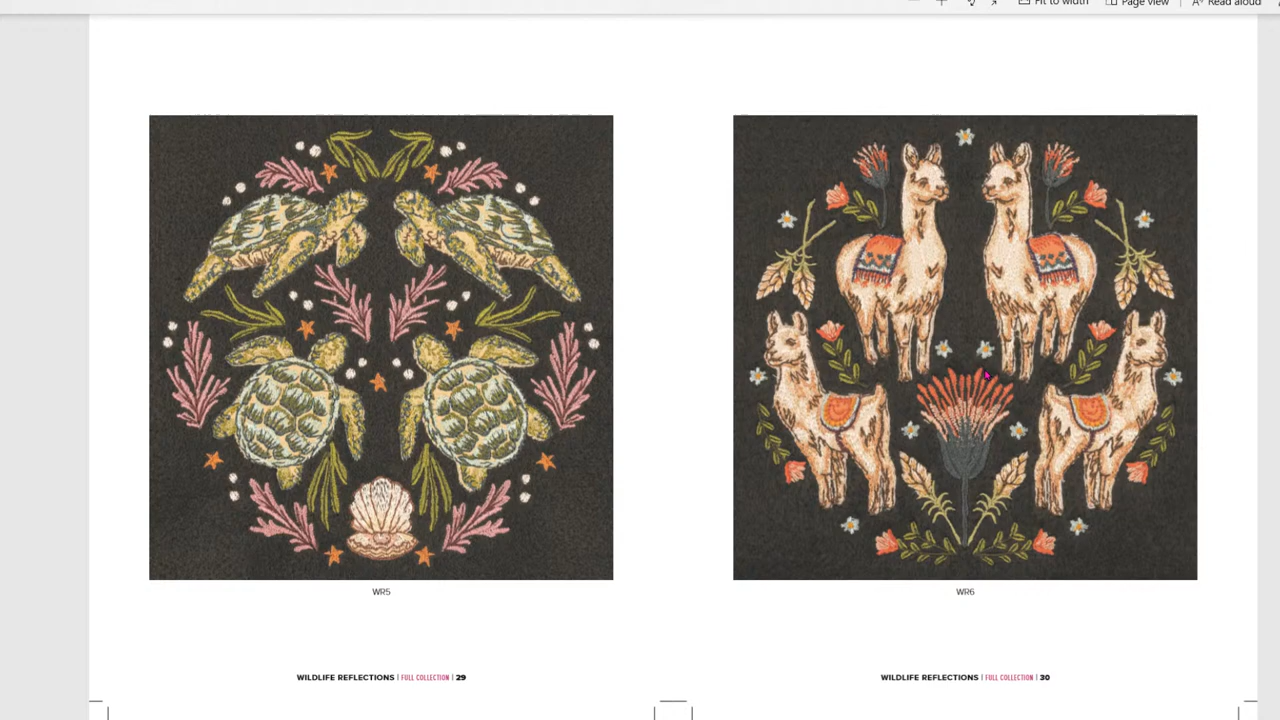 Fit to width
Page view
Read aloud
WR5
WR6
WILDLIFE REFLECTIONS | FULL COLLECTION | 29
WILDLIFE REFLECTIONS | FULL COLLECTION | 30